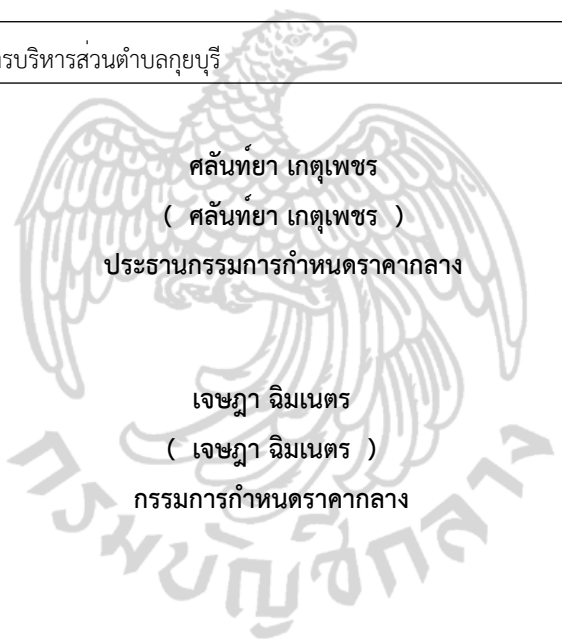 รบริหารส่วนตำบลกุยบุรี
ศลันท์ยา เกตุเพชร
( ศลันท์ยา เกตุเพชร )
ประธานกรรมการกำหนดราคากลาง
เจษฎา ฉิมเนตร
( เจษฎา ฉิมเนตร )
กรรมการกำหนดราคากลาง
กรมบัญชีกลาง